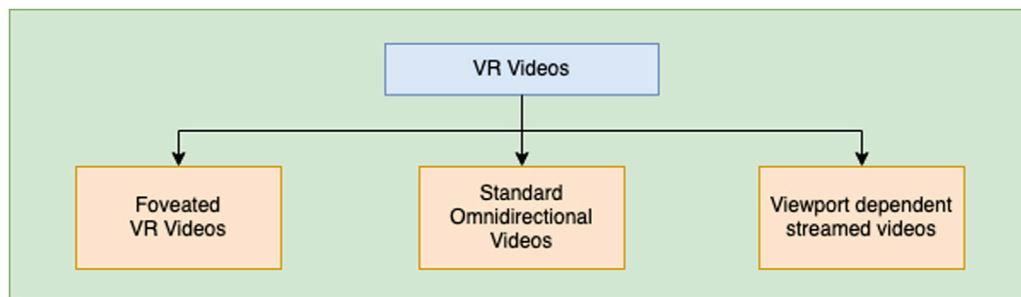 VR Videos
Foveated
VR Videos
Standard
Omnidirectional
Videos
Viewport dependent
streamed videos